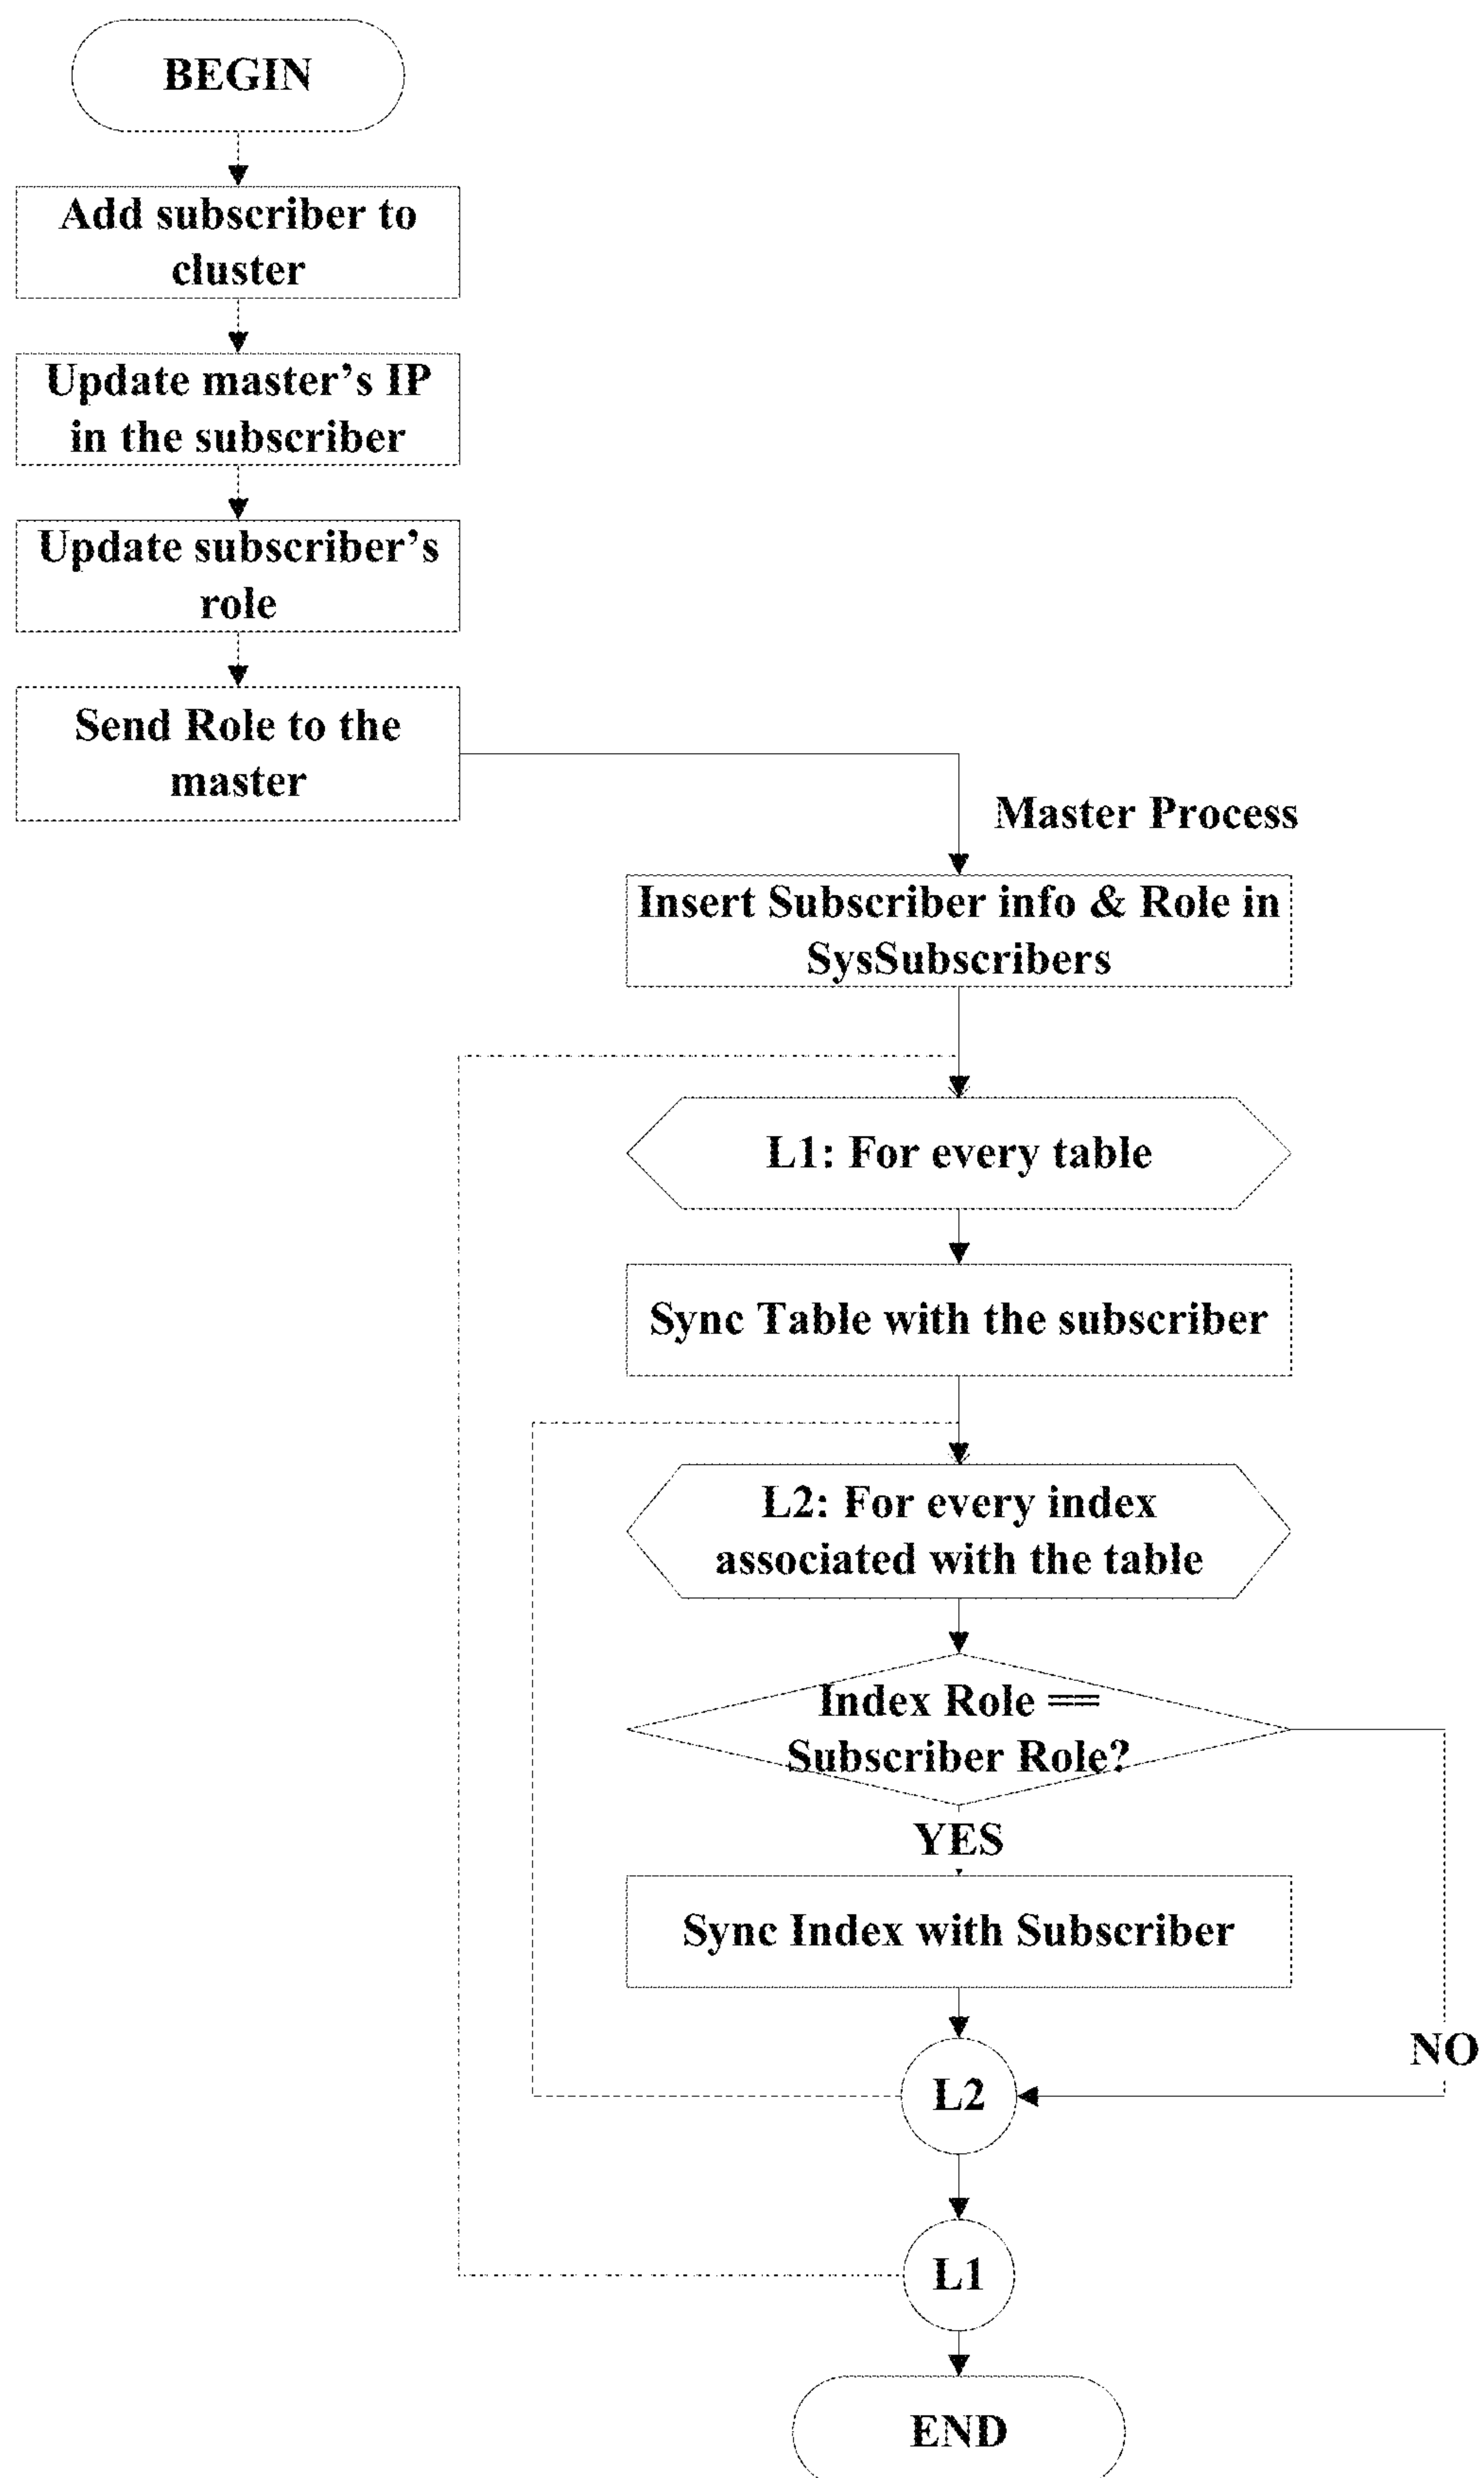 BEGIN
Add subscriber to
cluster
Update master's IP
in the subscriber
Update subscriber's
role
Send Role to the
master
Master Process
Insert Subscriber info & Role in
SysSubscribers
L1: For every table
Sync Table with the subscriber
L2: For every index
associated with the table
Index Role ==
Subscriber Role?
YES
Sync Index with Subscriber
NO
L2
L1
END